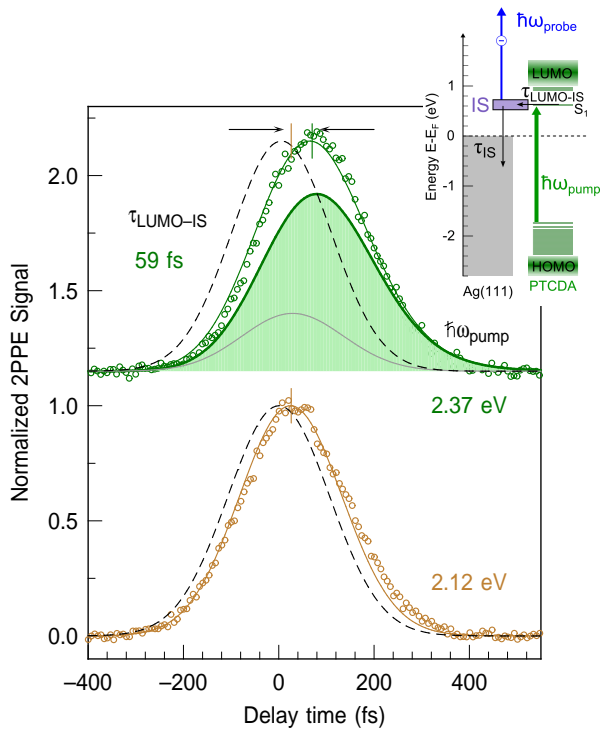 ħω_probe
LUMO
Energy E-E_F (eV)
1
0
-1
-2
IS
τ_LUMO-IS
S_1
τ_IS
ħω_pump
HOMO
Ag(111)
PTCDA
Normalized 2PPE Signal
2.0
1.5
1.0
0.5
0.0
τ_LUMO–IS
59 fs
ħω_pump
2.37 eV
2.12 eV
−400
−200
0
200
400
Delay time (fs)